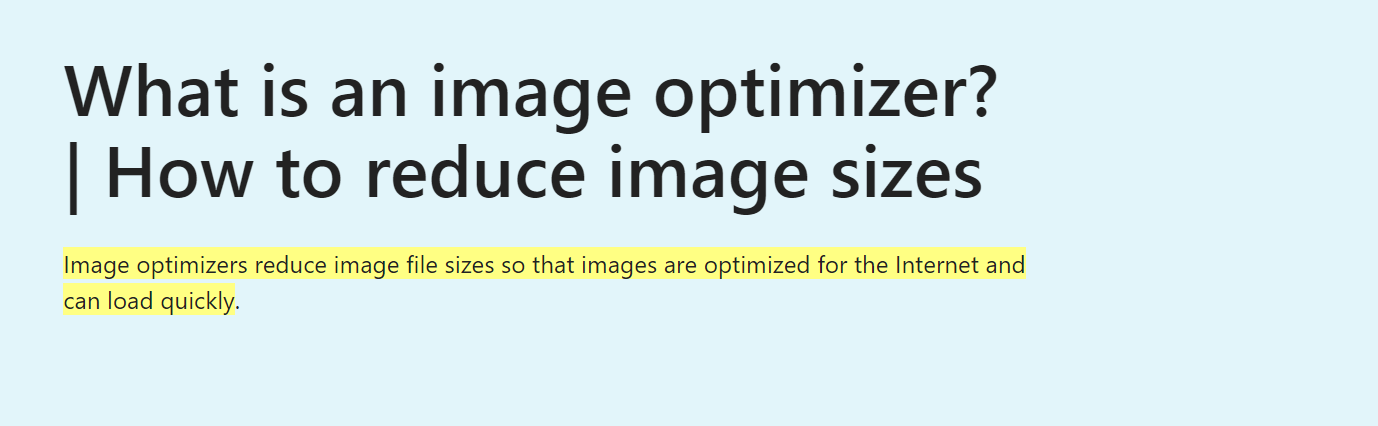 What is an image optimizer?
| How to reduce image sizes
Image optimizers reduce image file sizes so that images are optimized for the Internet and
can load quickly.